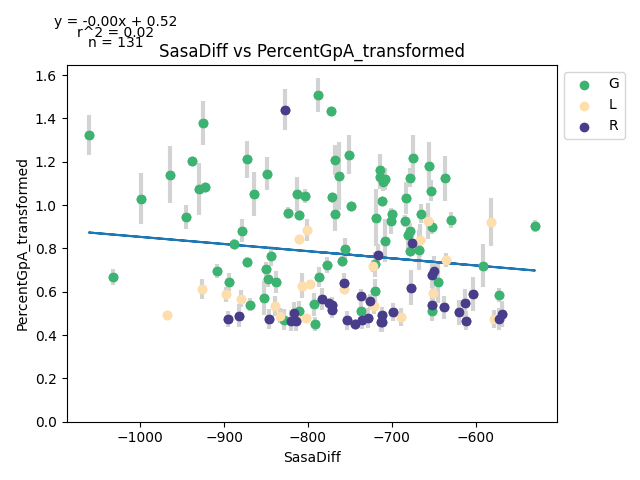 y = -0.00x + 0.52
r^2 = 0.02
n = 131
SasaDiff vs PercentGpA_transformed
1.6
1.4
1.2
1.0
0.8
0.6
0.4
0.2
0.0
PercentGpA_transformed
−1000
−900
−800
−700
−600
SasaDiff
G
L
R